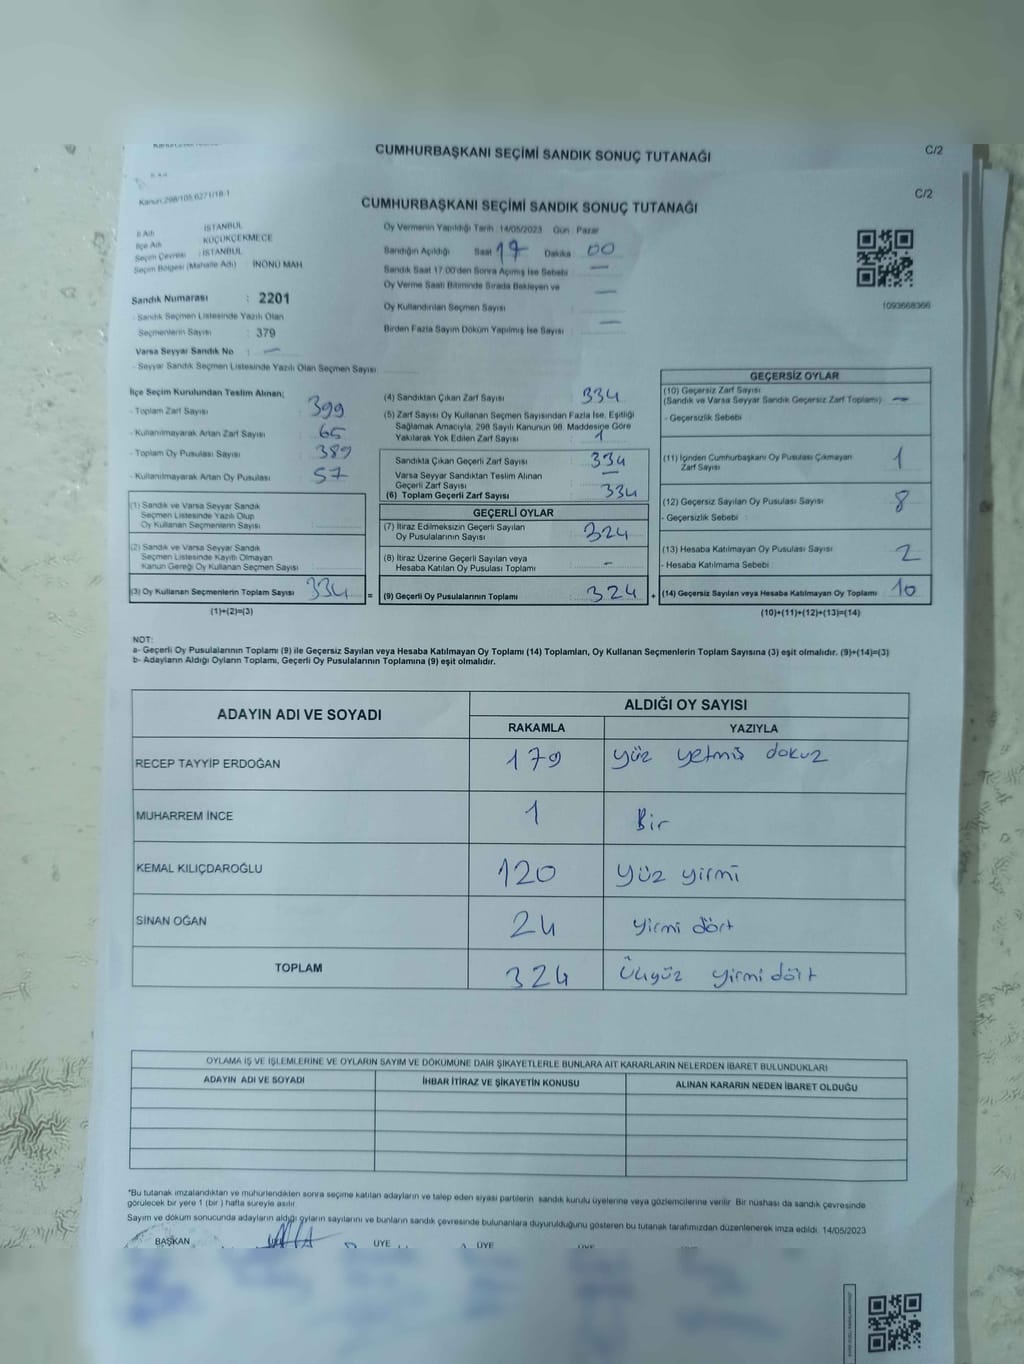 CUMHURBAŞKANI SEÇİMİ SANDIK SONUÇ TUTANAĞI
C/2
Kanun:298/105,6271/18-1
CUMHURBAŞKANI SEÇİMİ SANDIK SONUÇ TUTANAĞI
C/2
İl Adı : İSTANBUL
İlçe Adı : KÜÇÜKÇEKMECE
Seçim Çevresi : İSTANBUL
Seçim Bölgesi (Mahalle Adı) : İNÖNÜ MAH
Sandık Numarası : 2201
- Sandık Seçmen Listesinde Yazılı Olan
Seçmenlerin Sayısı : 379
Varsa Seyyar Sandık No : —
- Seyyar Sandık Seçmen Listesinde Yazılı Olan Seçmen Sayısı
Oy Vermenin Yapıldığı Tarih : 14/05/2023 Gün : Pazar
Sandığın Açıldığı Saat 17 Dakika 00
Sandık Saat 17.00'den Sonra Açılmış İse Sebebi : —
Oy Verme Saati Bitiminde Sırada Bekleyen ve —
Oy Kullandırılan Seçmen Sayısı :
Birden Fazla Sayım Döküm Yapılmış İse Sayısı : —
1093668366
İlçe Seçim Kurulundan Teslim Alınan;
- Toplam Zarf Sayısı 399
- Kullanılmayarak Artan Zarf Sayısı 65
- Toplam Oy Pusulası Sayısı 389
- Kullanılmayarak Artan Oy Pusulası 57
(1) Sandık ve Varsa Seyyar Sandık
Seçmen Listesinde Yazılı Olup
Oy Kullanan Seçmenlerin Sayısı :
(2) Sandık ve Varsa Seyyar Sandık
Seçmen Listesinde Kayıtlı Olmayan
Kanun Gereği Oy Kullanan Seçmen Sayısı :
(3) Oy Kullanan Seçmenlerin Toplam Sayısı 334
=
(1)+(2)=(3)
(4) Sandıktan Çıkan Zarf Sayısı : 334
(5) Zarf Sayısı Oy Kullanan Seçmen Sayısından Fazla İse, Eşitliği
Sağlamak Amacıyla, 298 Sayılı Kanunun 98. Maddesine Göre
Yakılarak Yok Edilen Zarf Sayısı : 1
Sandıkta Çıkan Geçerli Zarf Sayısı : 334
Varsa Seyyar Sandıktan Teslim Alınan
Geçerli Zarf Sayısı : —
(6) Toplam Geçerli Zarf Sayısı 334
GEÇERLİ OYLAR
(7) İtiraz Edilmeksizin Geçerli Sayılan
Oy Pusulalarının Sayısı : 324
(8) İtiraz Üzerine Geçerli Sayılan veya
Hesaba Katılan Oy Pusulası Toplamı : -
(9) Geçerli Oy Pusulalarının Toplamı : 324
+
GEÇERSİZ OYLAR
(10) Geçersiz Zarf Sayısı
(Sandık ve Varsa Seyyar Sandık Geçersiz Zarf Toplamı) : —
- Geçersizlik Sebebi :
(11) İçinden Cumhurbaşkanı Oy Pusulası Çıkmayan
Zarf Sayısı 1
(12) Geçersiz Sayılan Oy Pusulası Sayısı 8
- Geçersizlik Sebebi :
(13) Hesaba Katılmayan Oy Pusulası Sayısı 2
- Hesaba Katılmama Sebebi :
(14) Geçersiz Sayılan veya Hesaba Katılmayan Oy Toplamı 10
(10)+(11)+(12)+(13)=(14)
NOT:
a- Geçerli Oy Pusulalarının Toplamı (9) ile Geçersiz Sayılan veya Hesaba Katılmayan Oy Toplamı (14) Toplamları, Oy Kullanan Seçmenlerin Toplam Sayısına (3) eşit olmalıdır. (9)+(14)=(3)
b- Adayların Aldığı Oyların Toplamı, Geçerli Oy Pusulalarının Toplamına (9) eşit olmalıdır.
ADAYIN ADI VE SOYADI
ALDIĞI OY SAYISI
RAKAMLA YAZIYLA
RECEP TAYYİP ERDOĞAN 179 yüz yetmiş dokuz
MUHARREM İNCE 1 Bir
KEMAL KILIÇDAROĞLU 120 yüz yirmi
SİNAN OĞAN 24 yirmi dört
TOPLAM 324 Üçyüz yirmi dört
OYLAMA İŞ VE İŞLEMLERİNE VE OYLARIN SAYIM VE DÖKÜMÜNE DAİR ŞİKAYETLERLE BUNLARA AİT KARARLARIN NELERDEN İBARET BULUNDUKLARI
ADAYIN ADI VE SOYADI İHBAR İTİRAZ VE ŞİKAYETİN KONUSU ALINAN KARARIN NEDEN İBARET OLDUĞU
*Bu tutanak imzalandıktan ve mühürlendikten sonra seçime katılan adayların ve talep eden siyasi partilerin sandık kurulu üyelerine veya gözlemcilerine verilir. Bir nüshası da sandık çevresinde
görülecek bir yere 1 (bir) hafta süreyle asılır.
Sayım ve döküm sonucunda adayların aldığı oyların sayılarını ve bunların sandık çevresinde bulunanlara duyurulduğunu gösteren bu tutanak tarafımızdan düzenlenerek imza edildi. 14/05/2023
BAŞKAN ÜYE ÜYE